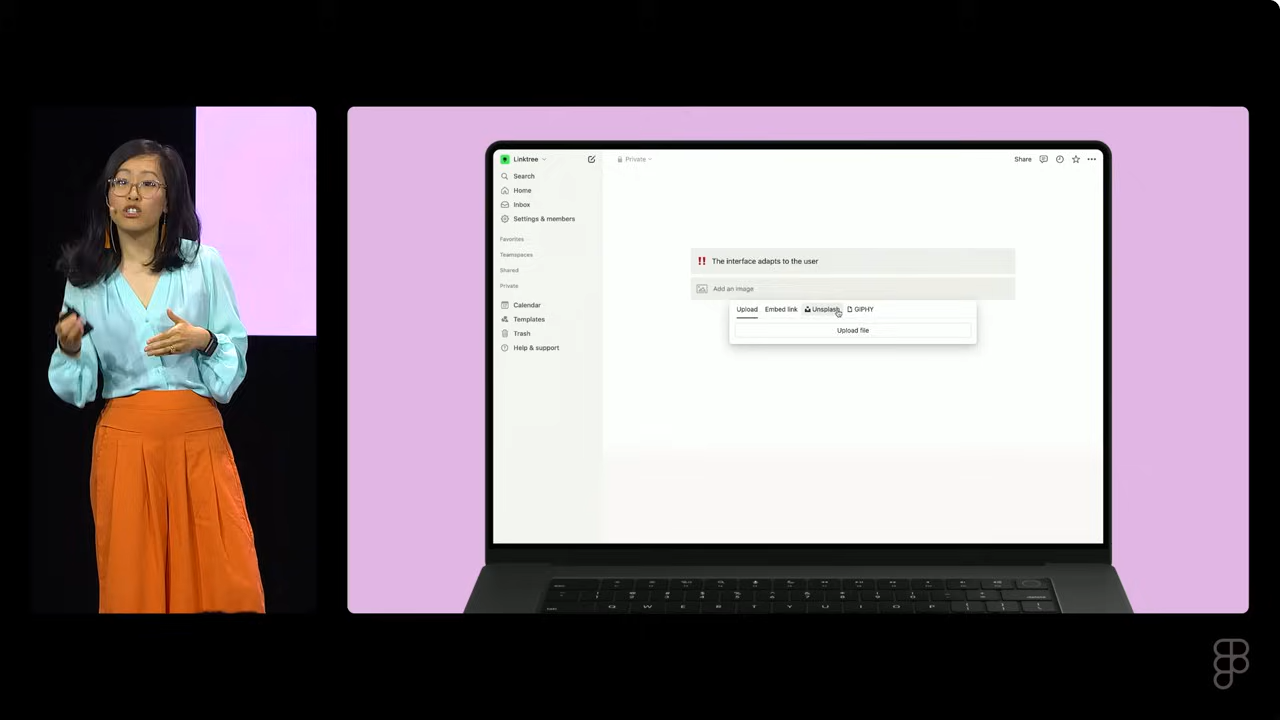 Linktree
Private
Share
Search
Home
Inbox
Settings & members
Favorites
Teamspaces
Shared
Private
Calendar
Templates
Trash
Help & support
!! The interface adapts to the user
Add an image
Upload Embed link Unsplash GIPHY
Upload file
Q W E R T Y U I O P